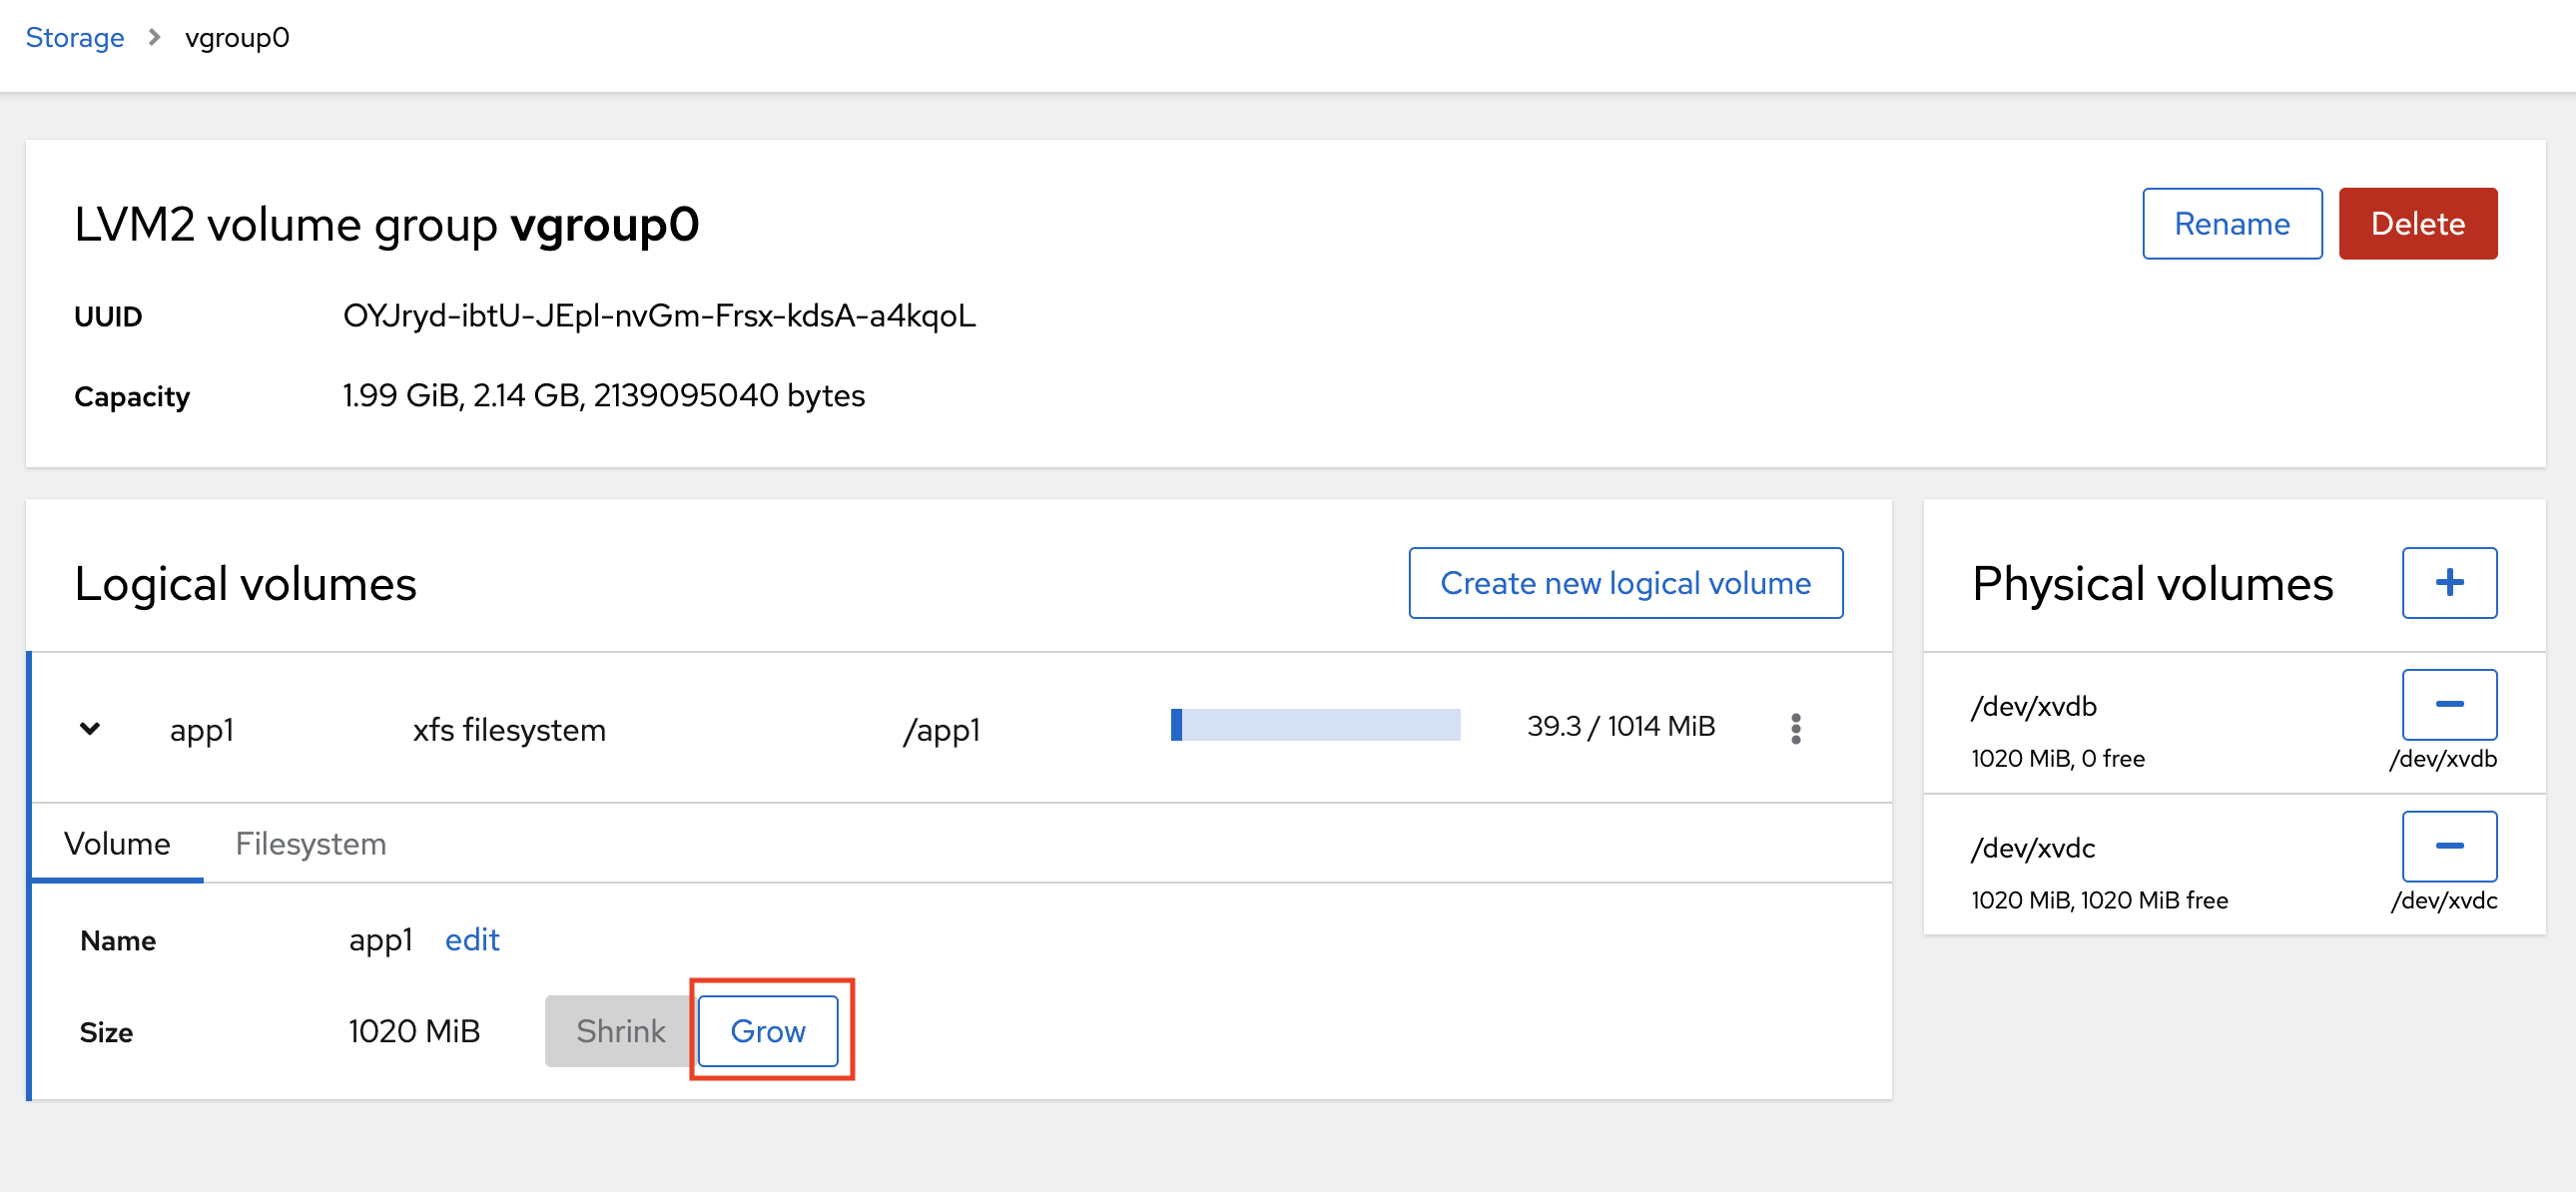 Storage > vgroup0
LVM2 volume group vgroup0
Rename
Delete
UUID OYJryd-ibtU-JEpl-nvGm-Frsx-kdsA-a4kqoL
Capacity 1.99 GiB, 2.14 GB, 2139095040 bytes
Logical volumes
Create new logical volume
app1 xfs filesystem /app1 39.3 / 1014 MiB
Volume Filesystem
Name app1 edit
Size 1020 MiB Shrink Grow
Physical volumes +
/dev/xvdb
1020 MiB, 0 free /dev/xvdb
/dev/xvdc
1020 MiB, 1020 MiB free /dev/xvdc